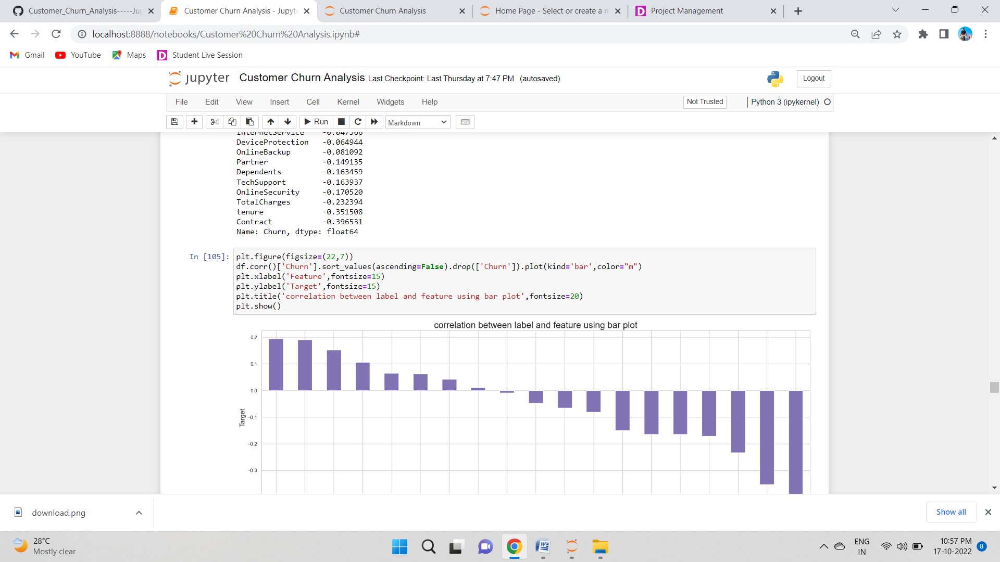 Customer_Churn_Analysis-----Jup
Customer Churn Analysis - Jupyte
Customer Churn Analysis
Home Page - Select or create a n
Project Management
localhost:8888/notebooks/Customer%20Churn%20Analysis.ipynb#
Gmail
YouTube
Maps
Student Live Session
jupyter
Customer Churn Analysis Last Checkpoint: Last Thursday at 7:47 PM (autosaved)
Logout
File Edit View Insert Cell Kernel Widgets Help
Not Trusted
Python 3 (ipykernel)
Run
Markdown
InternetService -0.047366
DeviceProtection -0.064944
OnlineBackup -0.081092
Partner -0.149135
Dependents -0.163459
TechSupport -0.163937
OnlineSecurity -0.170520
TotalCharges -0.232394
tenure -0.351508
Contract -0.396531
Name: Churn, dtype: float64
In [105]:
plt.figure(figsize=(22,7))
df.corr()['Churn'].sort_values(ascending=False).drop(['Churn']).plot(kind='bar',color="m")
plt.xlabel('Feature',fontsize=15)
plt.ylabel('Target',fontsize=15)
plt.title('correlation between label and feature using bar plot',fontsize=20)
plt.show()
correlation between label and feature using bar plot
0.2
0.1
0.0
−0.1
−0.2
−0.3
Target
download.png
Show all
28°C
Mostly clear
ENG
IN
10:57 PM
17-10-2022
8